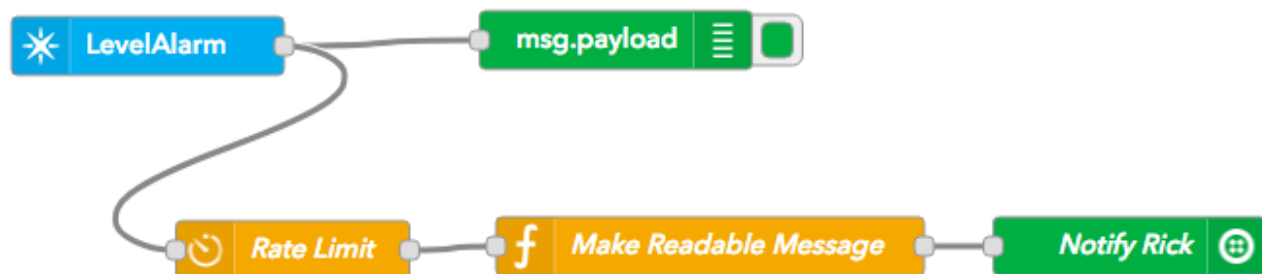 LevelAlarm
msg.payload
Rate Limit
Make Readable Message
Notify Rick